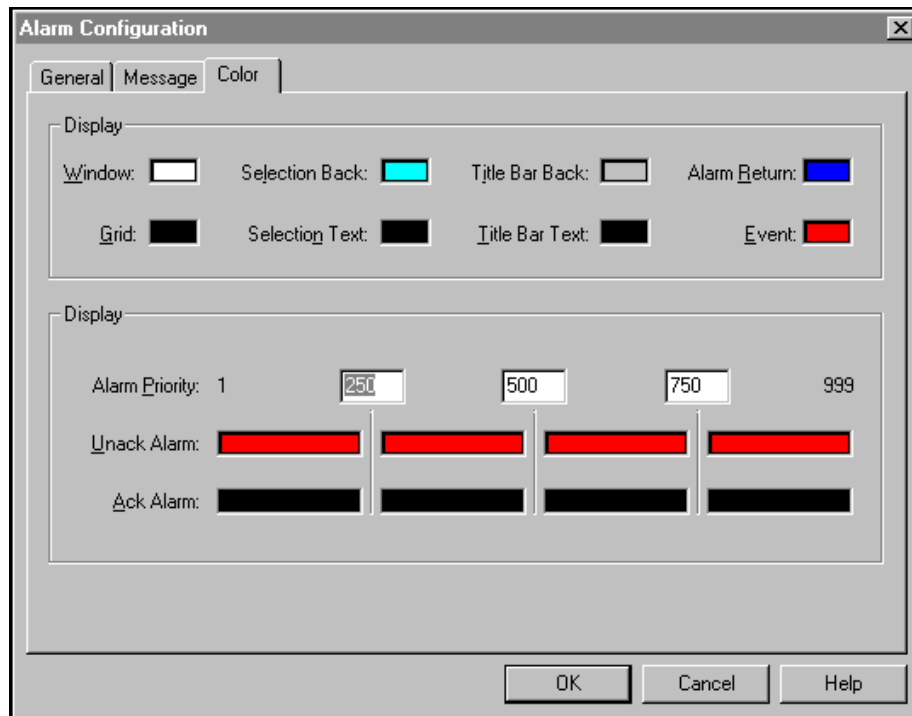 Alarm Configuration
General Message Color
Display
Window: Selection Back: Title Bar Back: Alarm Return:
Grid: Selection Text: Title Bar Text: Event:
Display
Alarm Priority: 1 250 500 750 999
Unack Alarm:
Ack Alarm:
OK Cancel Help